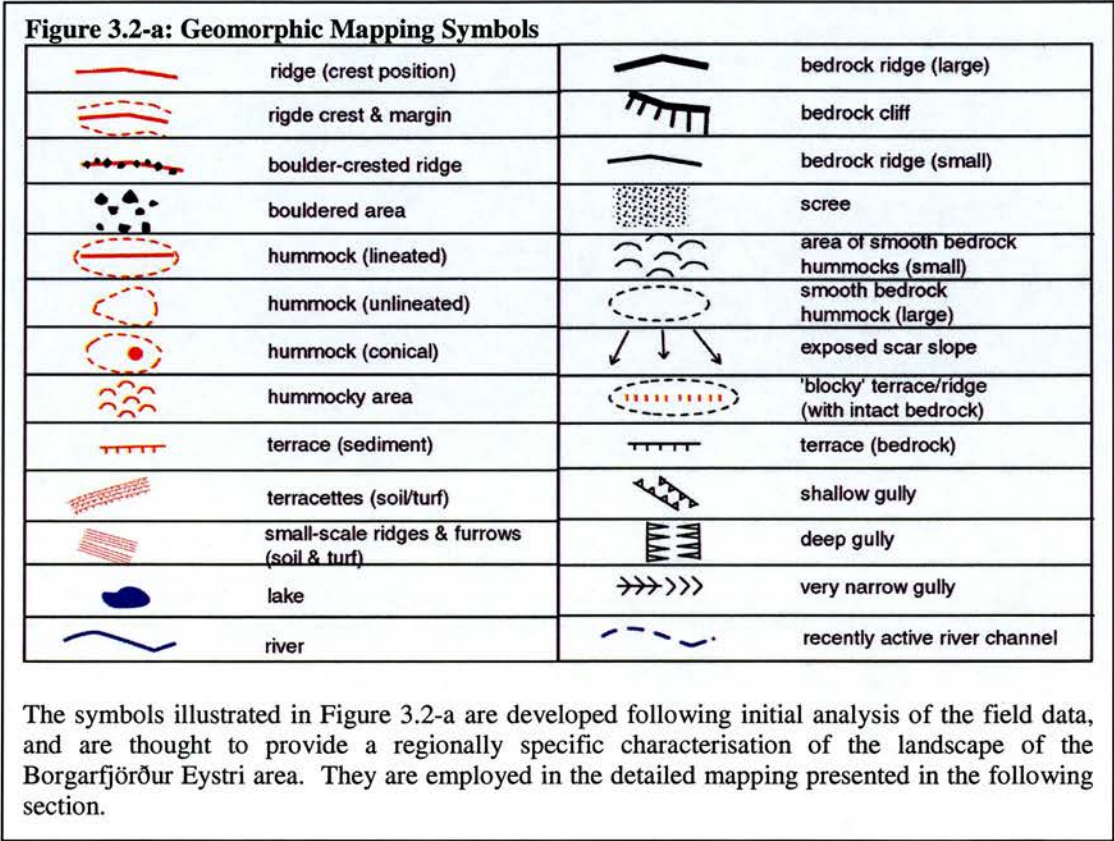 Figure 3.2-a: Geomorphic Mapping Symbols
ridge (crest position)
rigde crest & margin
boulder-crested ridge
bouldered area
hummock (lineated)
hummock (unlineated)
hummock (conical)
hummocky area
terrace (sediment)
terracettes (soil/turf)
small-scale ridges & furrows
(soil & turf)
lake
river
bedrock ridge (large)
bedrock cliff
bedrock ridge (small)
scree
area of smooth bedrock
hummocks (small)
smooth bedrock
hummock (large)
exposed scar slope
'blocky' terrace/ridge
(with intact bedrock)
terrace (bedrock)
shallow gully
deep gully
very narrow gully
recently active river channel
The symbols illustrated in Figure 3.2-a are developed following initial analysis of the field data,
and are thought to provide a regionally specific characterisation of the landscape of the
Borgarfjörður Eystri area. They are employed in the detailed mapping presented in the following
section.